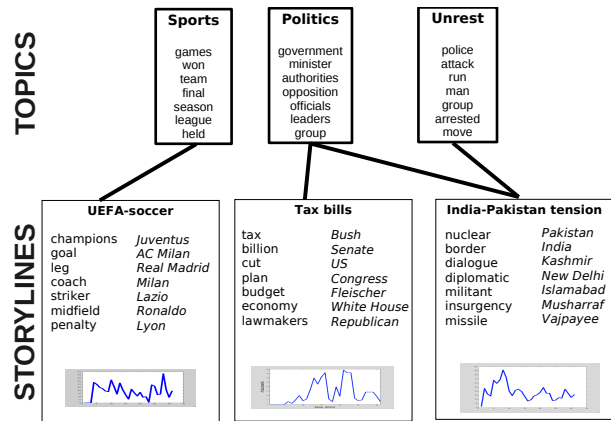 TOPICS
Sports
games
won
team
final
season
league
held
Politics
government
minister
authorities
opposition
officials
leaders
group
Unrest
police
attack
run
man
group
arrested
move
STORYLINES
UEFA-soccer
champions Juventus
goal AC Milan
leg Real Madrid
coach Milan
striker Lazio
midfield Ronaldo
penalty Lyon
Tax bills
tax Bush
billion Senate
cut US
plan Congress
budget Fleischer
economy White House
lawmakers Republican
India-Pakistan tension
nuclear Pakistan
border India
dialogue Kashmir
diplomatic New Delhi
militant Islamabad
insurgency Musharraf
missile Vajpayee